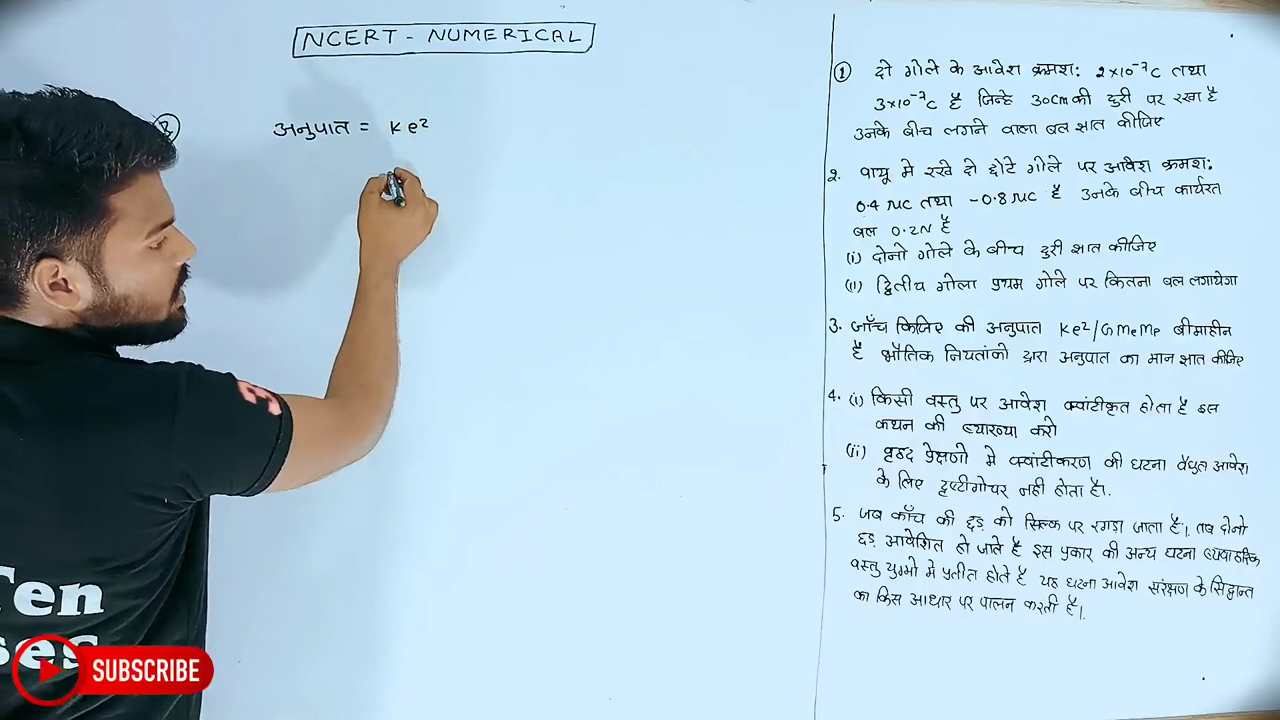 NCERT - NUMERICAL
अनुपात = Ke²
① दो गोले के आवेश क्रमश: 2×10⁻⁷C तथा
3×10⁻⁷C है जिन्हे 30cm की दुरी पर रखा है
उनके बीच लगने वाला बल ज्ञात कीजिए
2. वायू मे रखे दो छोटे गोले पर आवेश क्रमश:
0.4 μC तथा -0.8 μC है उनके बीच कार्यरत
बल 0.2N है
(i) दोनो गोले के बीच दुरी ज्ञात कीजिए
(ii) द्वितीय गोला प्रथम गोले पर कितना बल लगायेगा
3. जाँच किजिए की अनुपात Ke²/GMeMp बीमाहीन
है भौतिक नियतांको द्वारा अनुपात का मान ज्ञात कीजिए
4. (i) किसी वस्तु पर आवेश क्वांटीकृत होता है इस
कथन की व्याख्या करो
(ii) वृहद प्रेक्षणो मे क्वांटीकरण की घटना वैधुत आवेश
के लिए दृष्टीगोचर नही होता है।
5. जब काँच की छड़ को सिल्क पर रगडा जाता है। तब दोनो
छड़ आवेशित हो जाते है इस प्रकार की अन्य घटना
वस्तु युग्मो मे प्रतीत होते है यह घटना आवेश संरक्षण के सिद्वान्त
का किस आधार पर पालन करती है।
Ten
ses
SUBSCRIBE